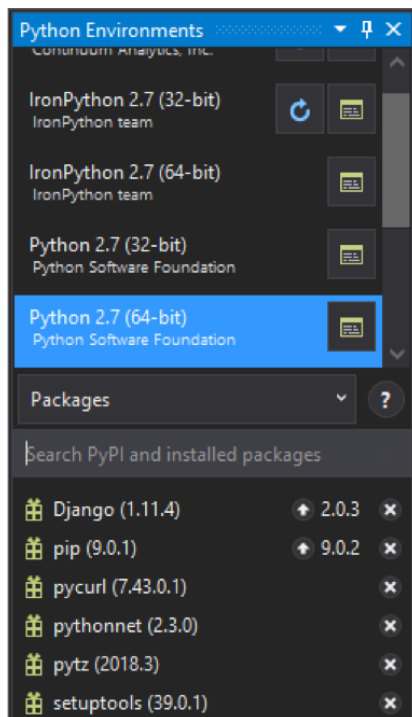 Python Environments
Continuum Analytics, Inc.
IronPython 2.7 (32-bit)
IronPython team
IronPython 2.7 (64-bit)
IronPython team
Python 2.7 (32-bit)
Python Software Foundation
Python 2.7 (64-bit)
Python Software Foundation
Packages ?
Search PyPI and installed packages
Django (1.11.4) 2.0.3
pip (9.0.1) 9.0.2
pycurl (7.43.0.1)
pythonnet (2.3.0)
pytz (2018.3)
setuptools (39.0.1)